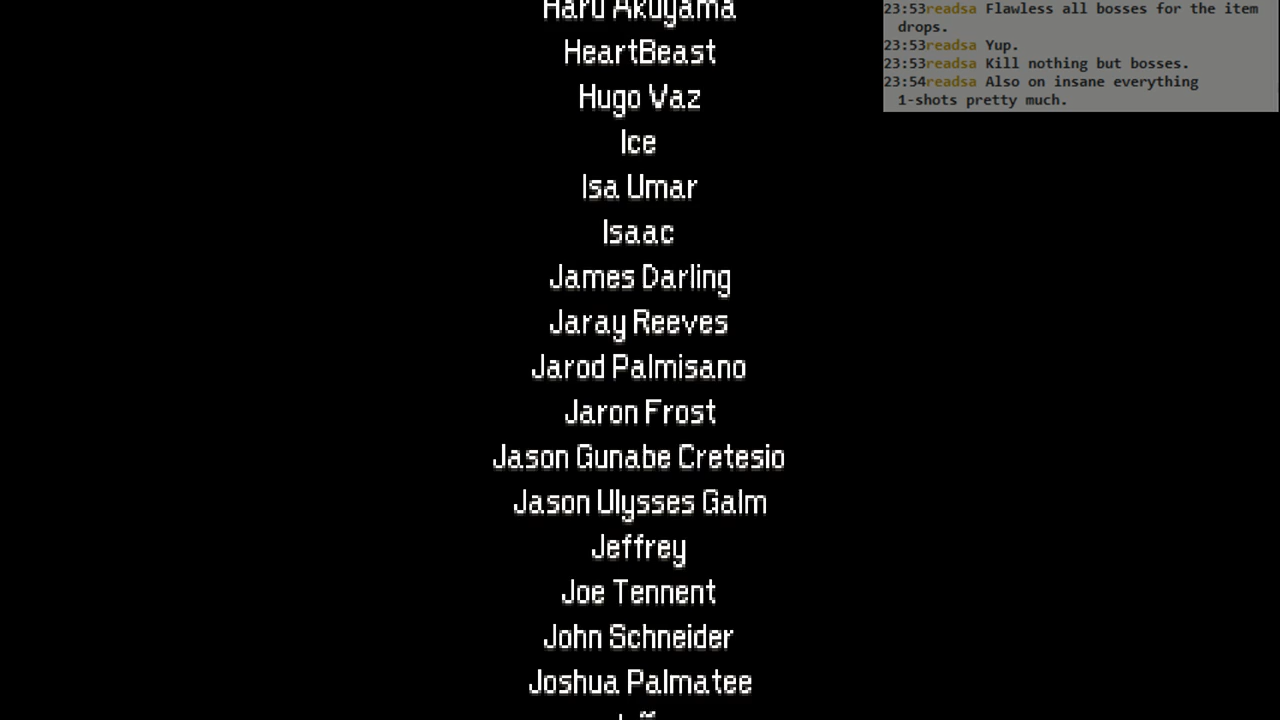 Haru Akuyama
HeartBeast
Hugo Vaz
Ice
Isa Umar
Isaac
James Darling
Jaray Reeves
Jarod Palmisano
Jaron Frost
Jason Gunabe Cretesio
Jason Ulysses Galm
Jeffrey
Joe Tennent
John Schneider
Joshua Palmatee
23:53readsa Flawless all bosses for the item
drops.
23:53readsa Yup.
23:53readsa Kill nothing but bosses.
23:54readsa Also on insane everything
1-shots pretty much.